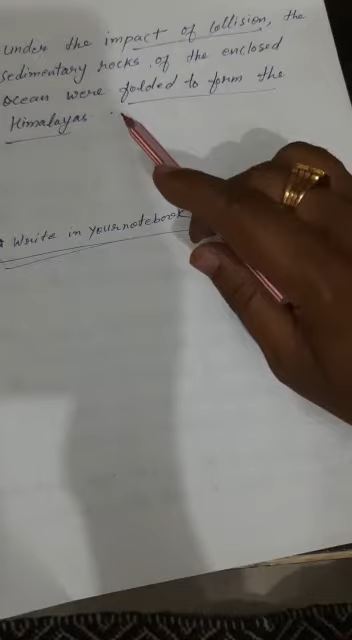 under the impact of collision, the
sedimentary rocks of the enclosed
ocean were folded to form the
Himalayas.
* Write in your notebook